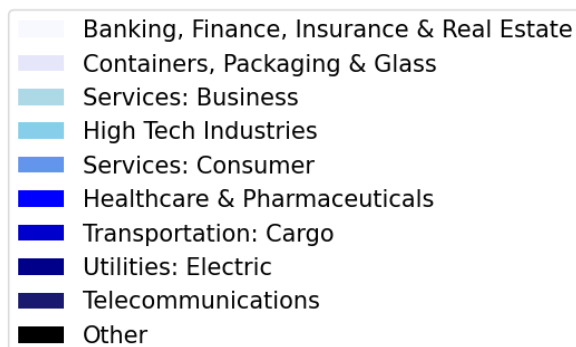 Banking, Finance, Insurance & Real Estate
Containers, Packaging & Glass
Services: Business
High Tech Industries
Services: Consumer
Healthcare & Pharmaceuticals
Transportation: Cargo
Utilities: Electric
Telecommunications
Other